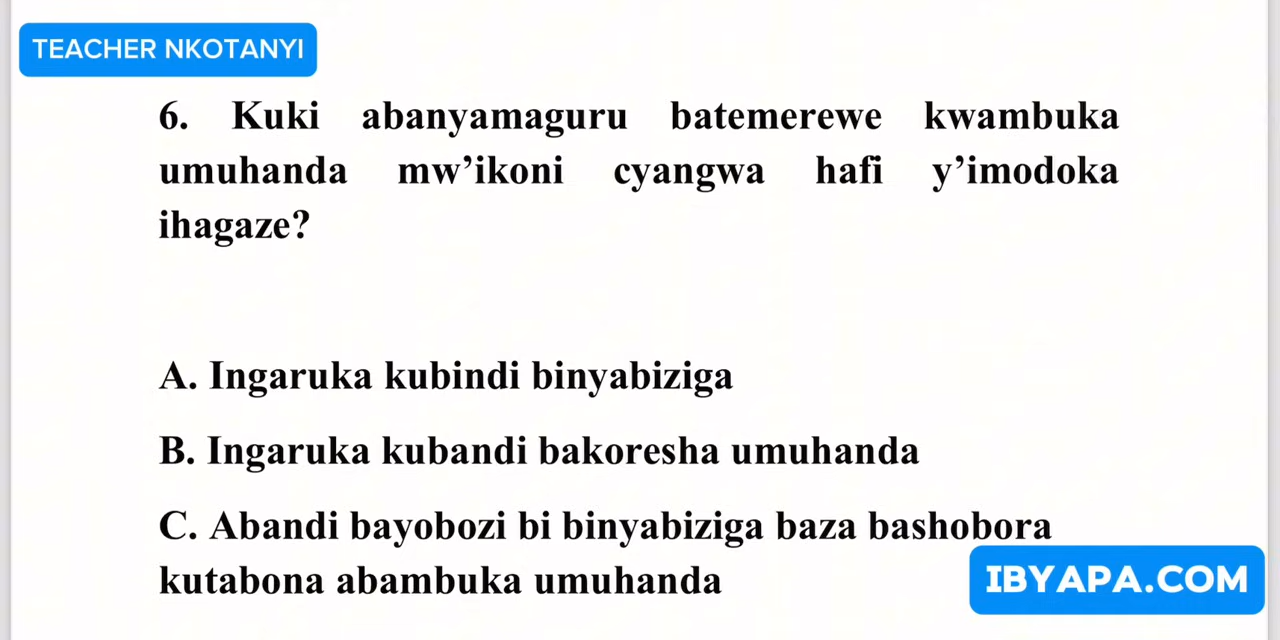 TEACHER NKOTANYI
6. Kuki abanyamaguru batemerewe kwambuka
umuhanda mw’ikoni cyangwa hafi y’imodoka
ihagaze?
A. Ingaruka kubindi binyabiziga
B. Ingaruka kubandi bakoresha umuhanda
C. Abandi bayobozi bi binyabiziga baza bashobora
kutabona abambuka umuhanda
IBYAPA.COM